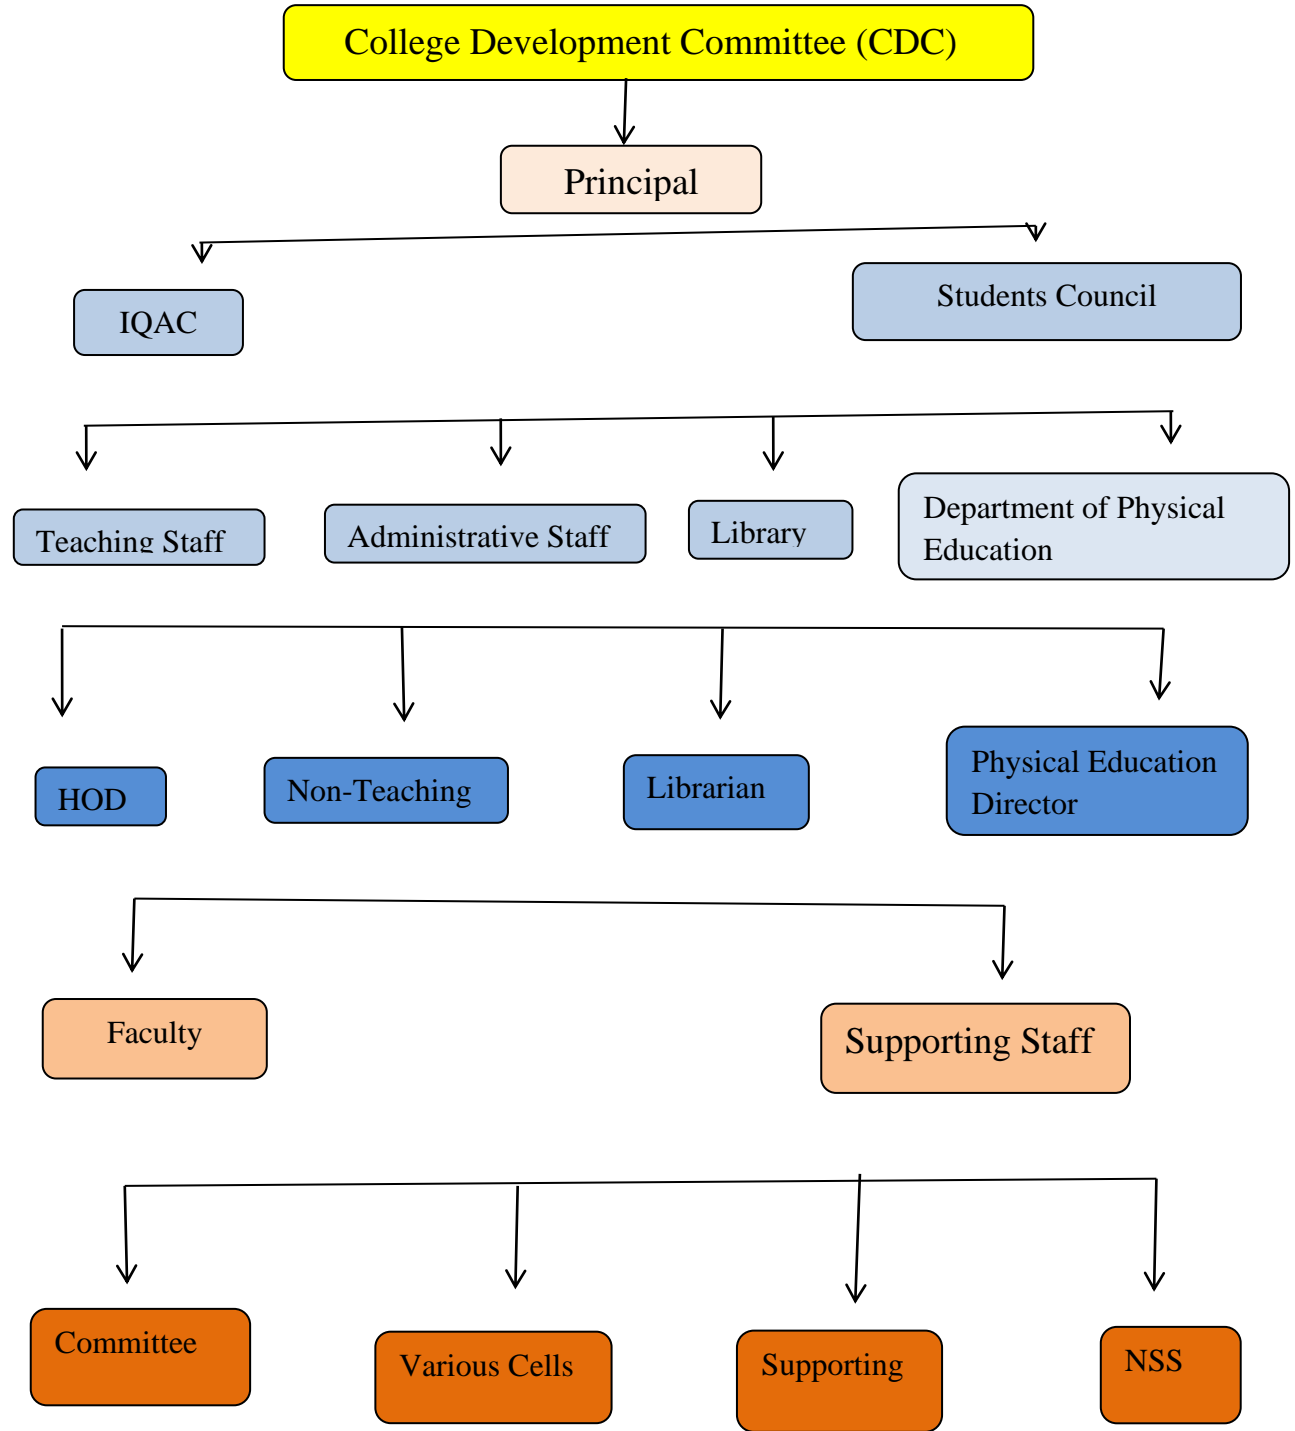 College Development Committee (CDC)
Principal
IQAC
Students Council
Teaching Staff
Administrative Staff
Library
Department of Physical
Education
HOD
Non-Teaching
Librarian
Physical Education
Director
Faculty
Supporting Staff
Committee
Various Cells
Supporting
NSS